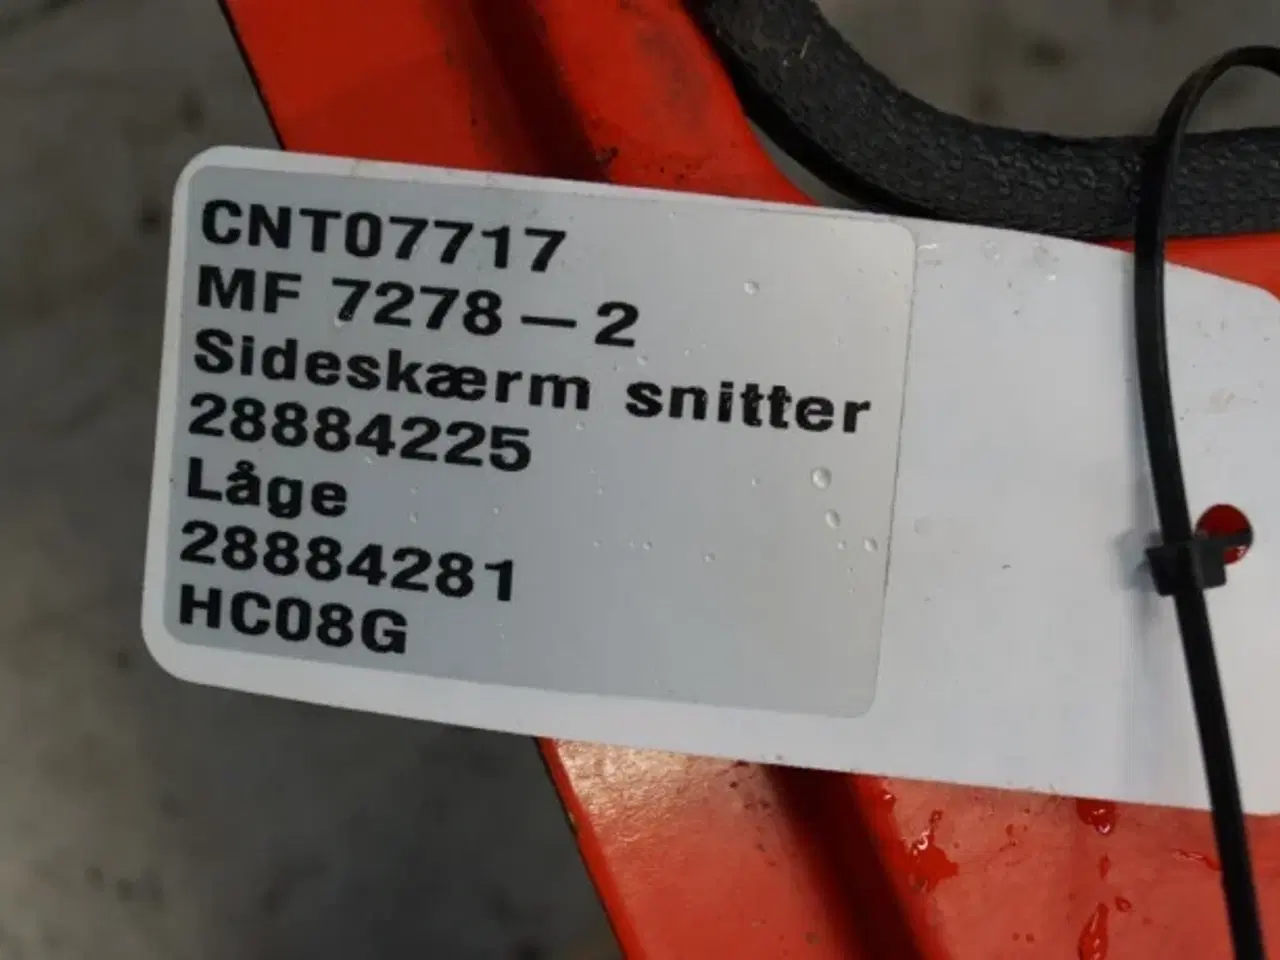 CNT07717
MF 7278-2
Sideskærm snitter
28884225
Låge
28884281
HC08G